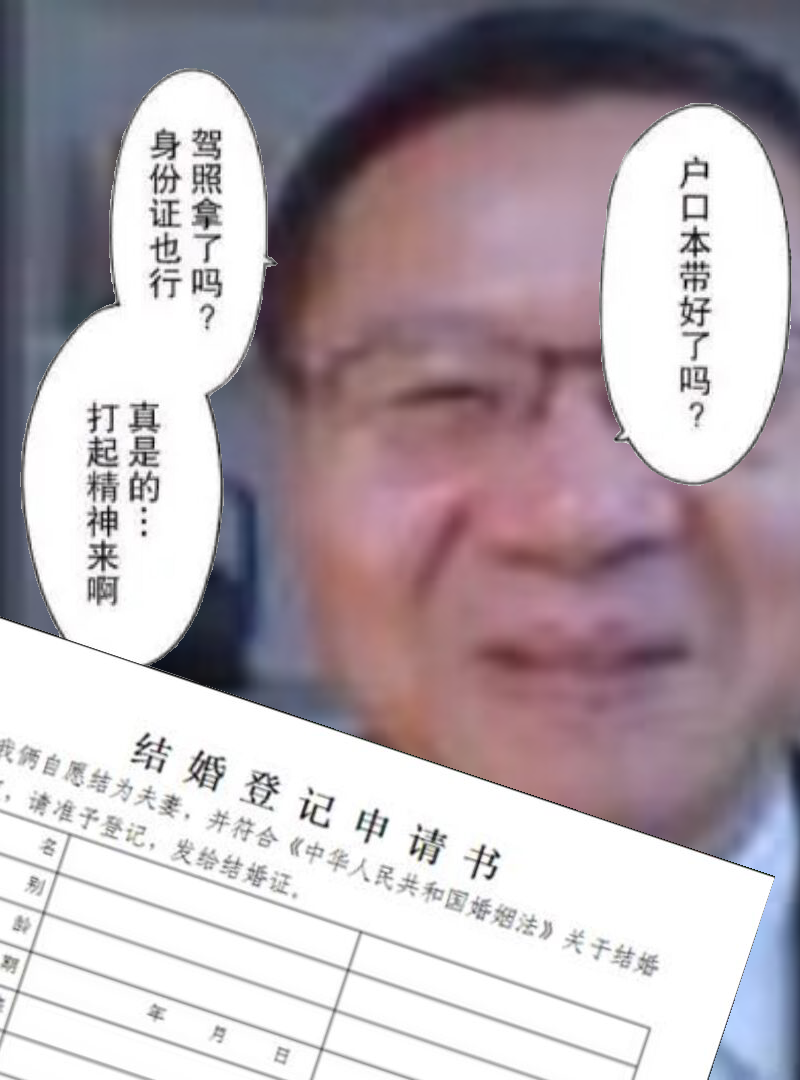 户口本带好了吗？
驾照拿了吗？
身份证也行
真是的…
打起精神来啊
结婚登记申请书
我俩自愿结为夫妻，并符合《中华人民共和国婚姻法》关于结婚
，请准予登记，发给结婚证。
名
别
龄
期
年 月 日